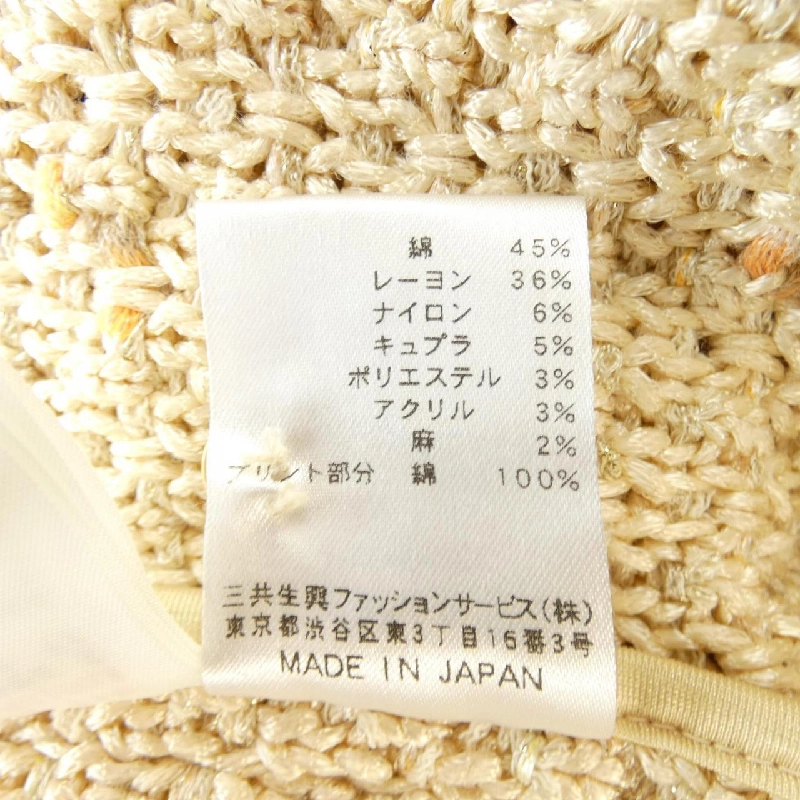 綿 45%
レーヨン 36%
ナイロン 6%
キュプラ 5%
ポリエステル 3%
アクリル 3%
麻 2%
プリント部分 綿 100%
三共生興ファッションサービス(株)
東京都渋谷区東3丁目16番3号
MADE IN JAPAN